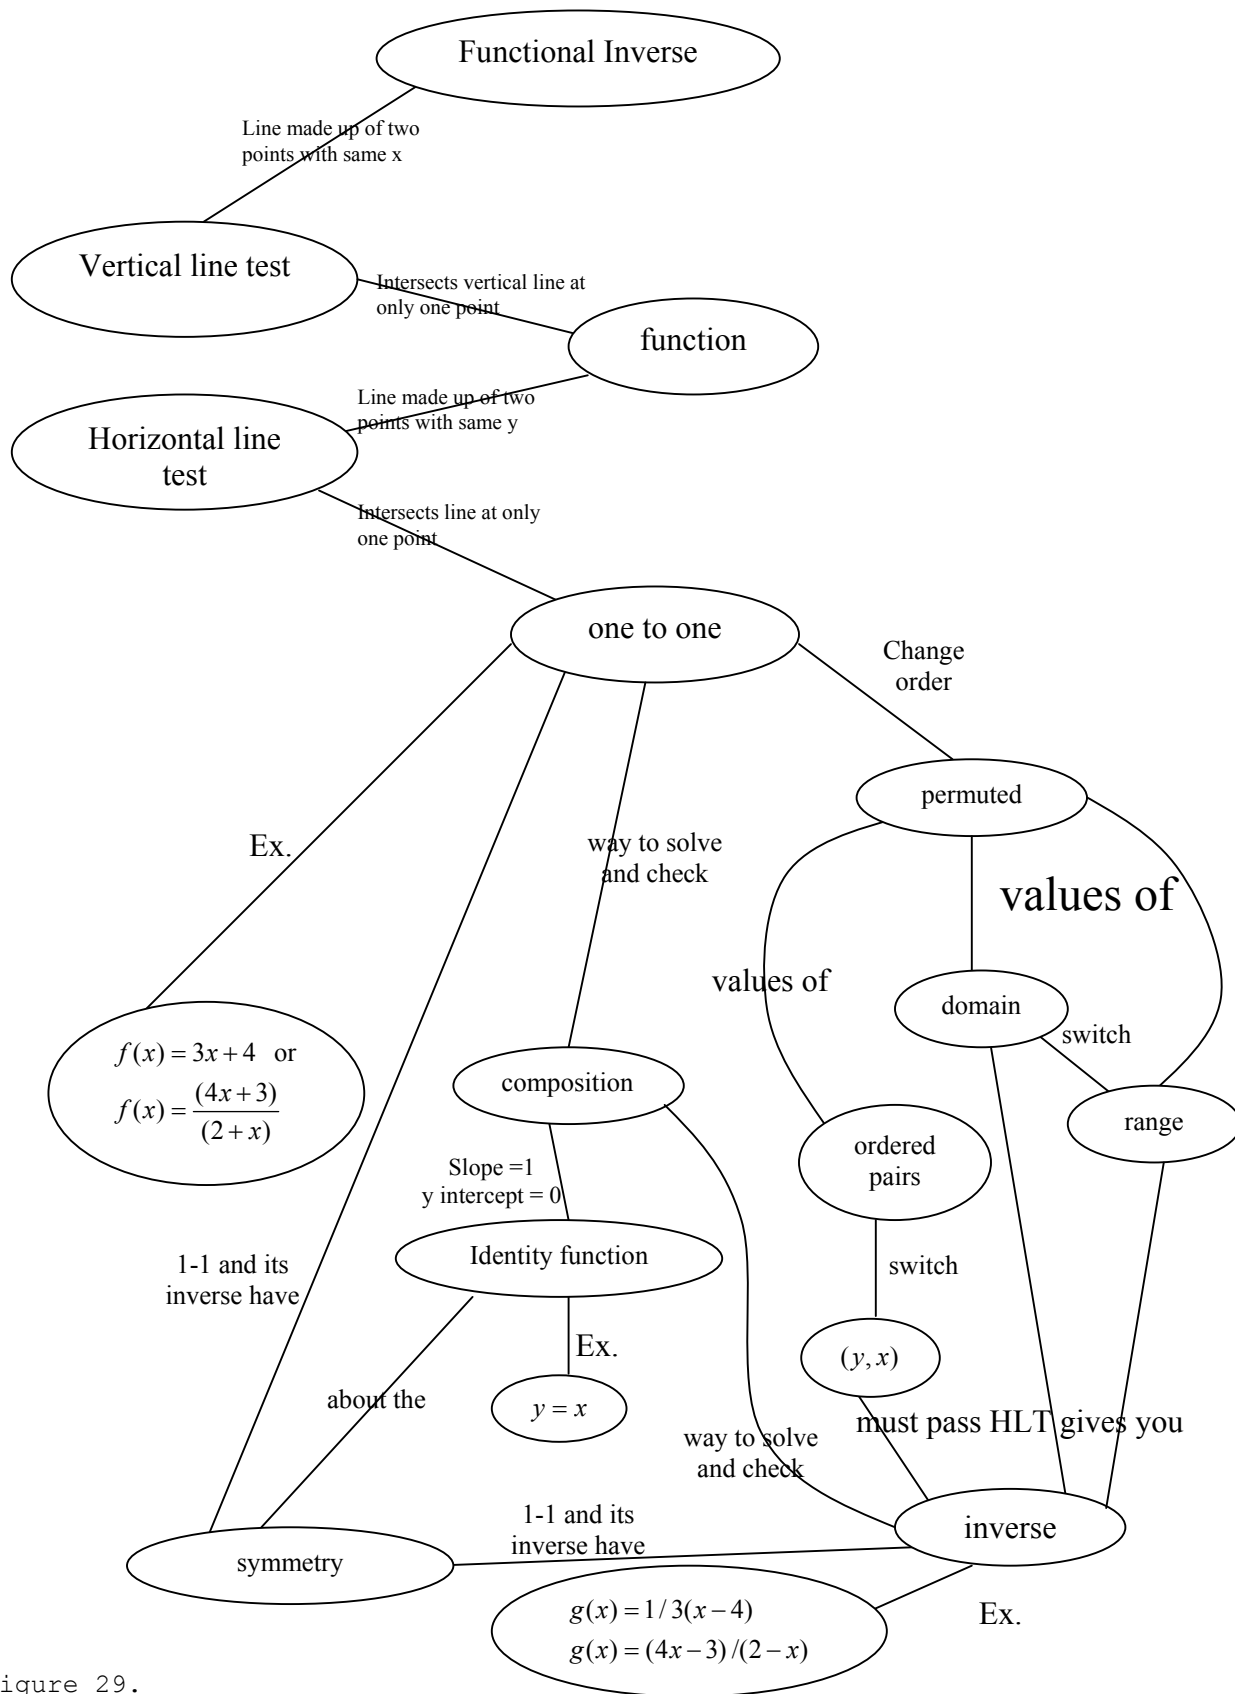 Functional Inverse
Line made up of two
points with same x
Vertical line test
Intersects vertical line at
only one point
function
Line made up of two
points with same y
Horizontal line
test
Intersects line at only
one point
one to one
Change
order
permuted
Ex.
way to solve
and check
values of
values of
domain
switch
f(x) = 3x + 4 or
f(x) = (4x + 3)/(2 + x)
composition
range
ordered
pairs
Slope =1
y intercept = 0
Identity function
switch
1-1 and its
inverse have
Ex.
(y, x)
about the
y = x
must pass HLT gives you
way to solve
and check
1-1 and its
inverse have
inverse
symmetry
g(x) = 1/3(x − 4)
g(x) = (4x − 3)/(2 − x)
Ex.
igure 29.